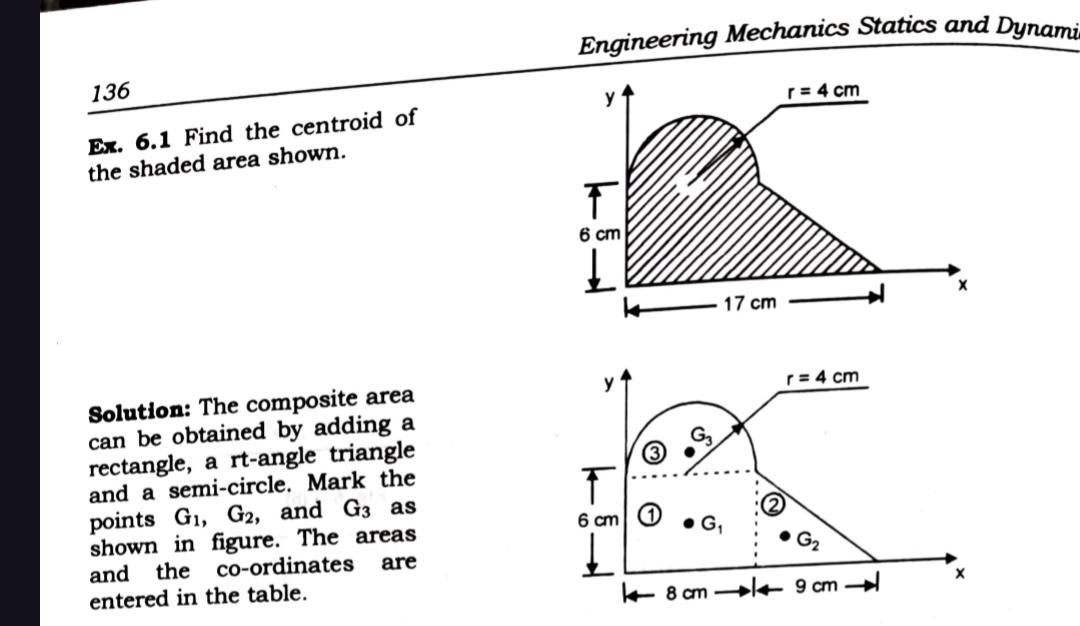 Engineering Mechanics Statics and
136
Ex. 6.1 Find the centroid of
the shaded area shown.
y
r = 4 cm
6 cm
17 cm
x
Solution: The composite area
can be obtained by adding a
rectangle, a rt-angle triangle
and a semi-circle. Mark the
points G₁, G₂, and G₃ as
shown in figure. The areas
and the co-ordinates are
entered in the table.
y
r = 4 cm
③ G₃
6 cm
① G₁
② G₂
8 cm 9 cm
x